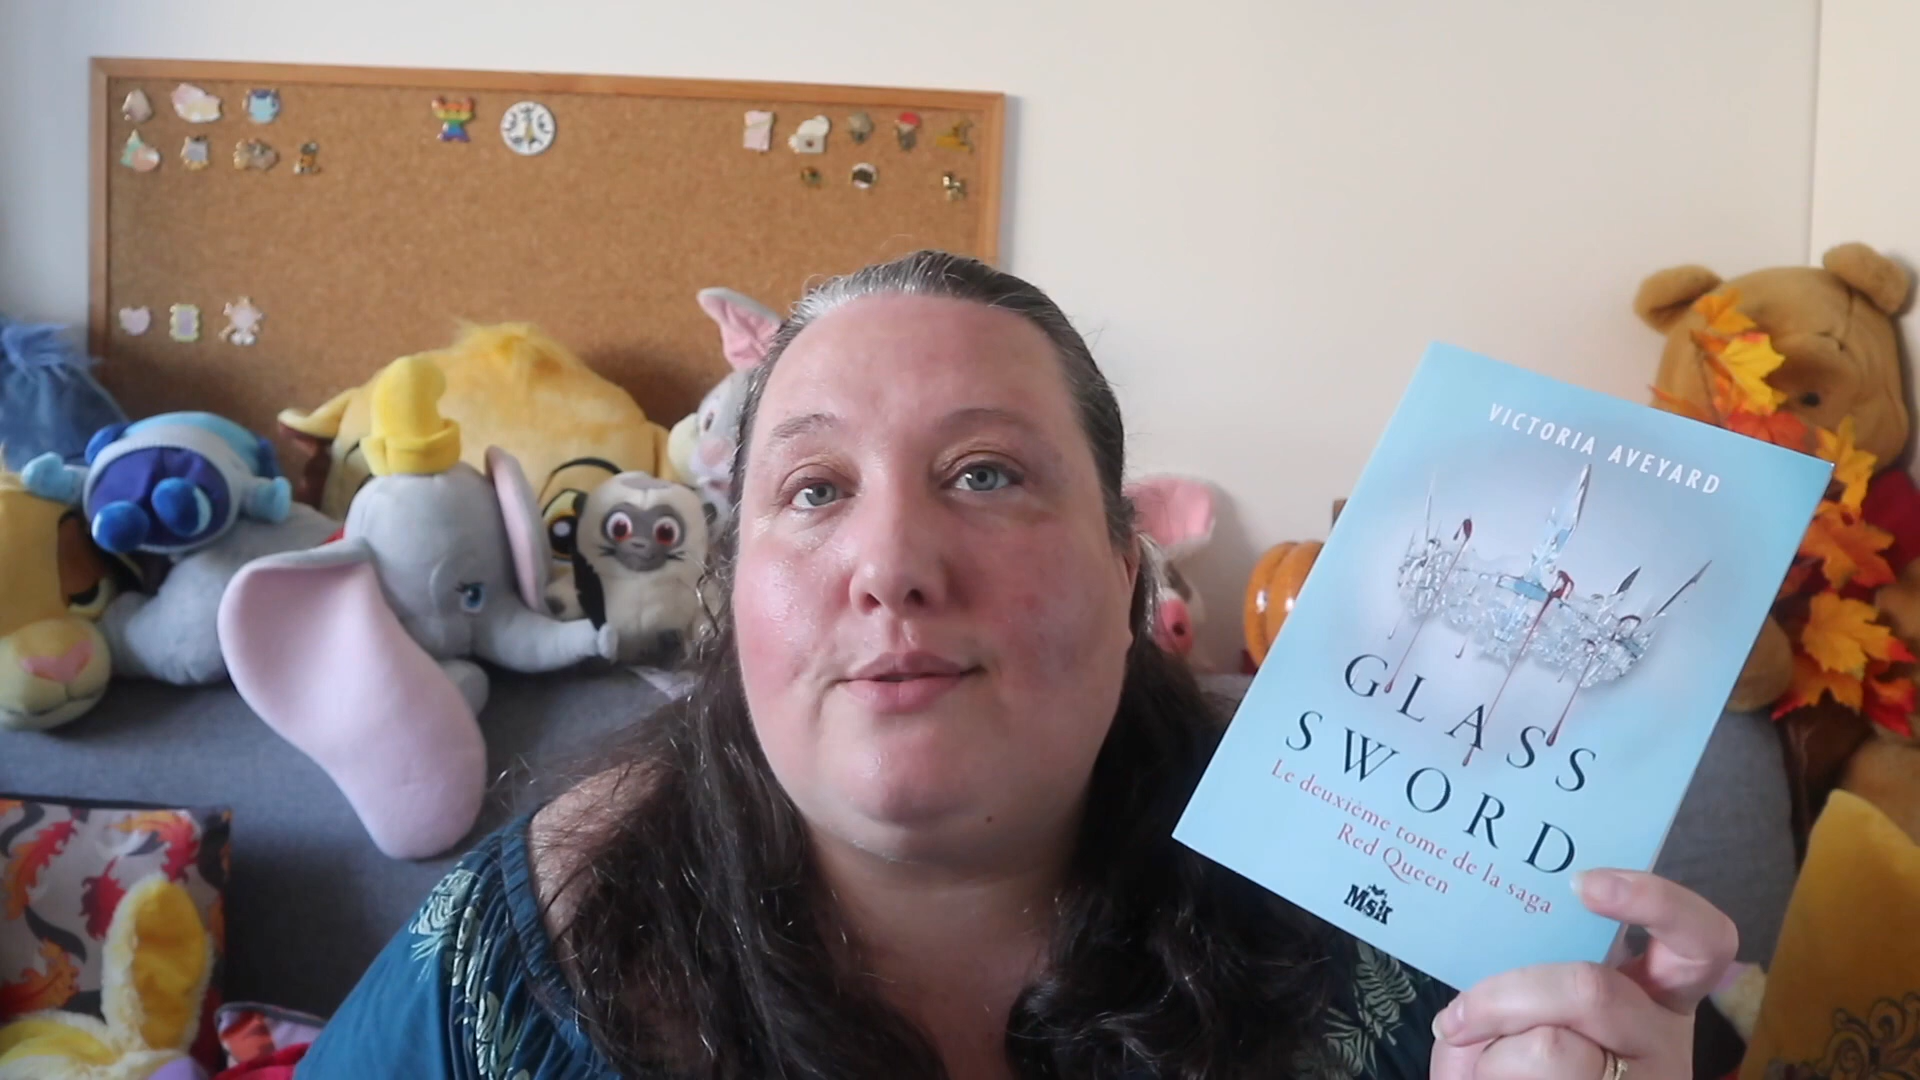 VICTORIA AVEYARD
GLASS
SWORD
Le deuxième tome de la saga
Red Queen
Msk